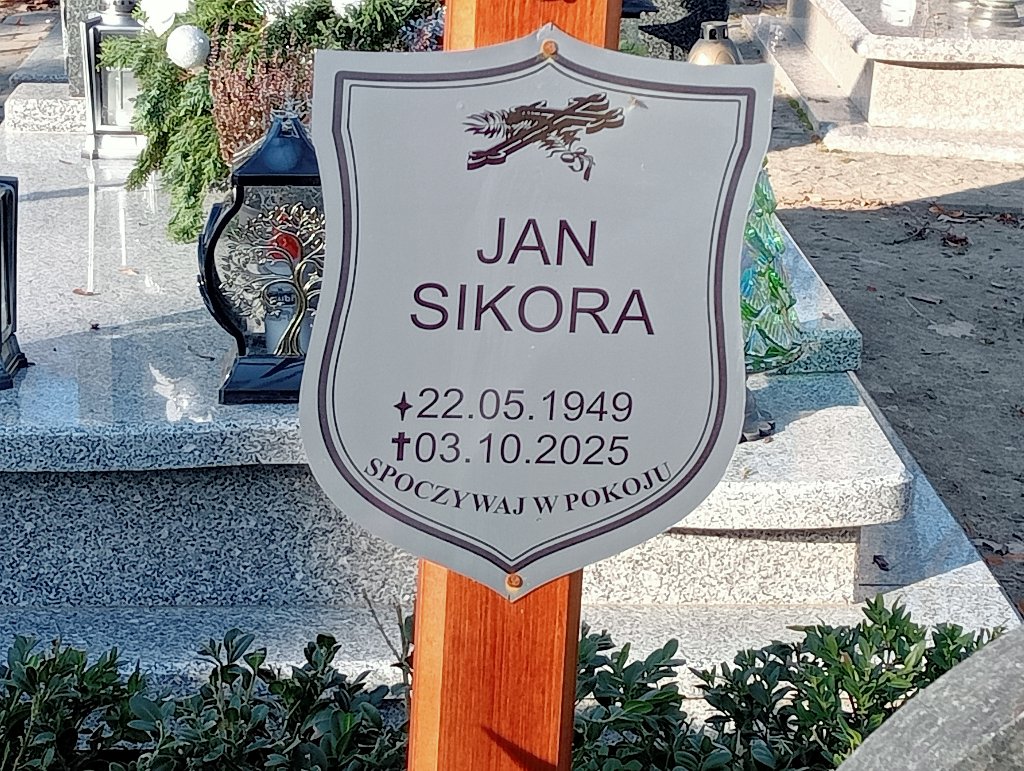 JAN
SIKORA
22.05.1949
✝03.10.2025
SPOCZYWAJ W POKOJU